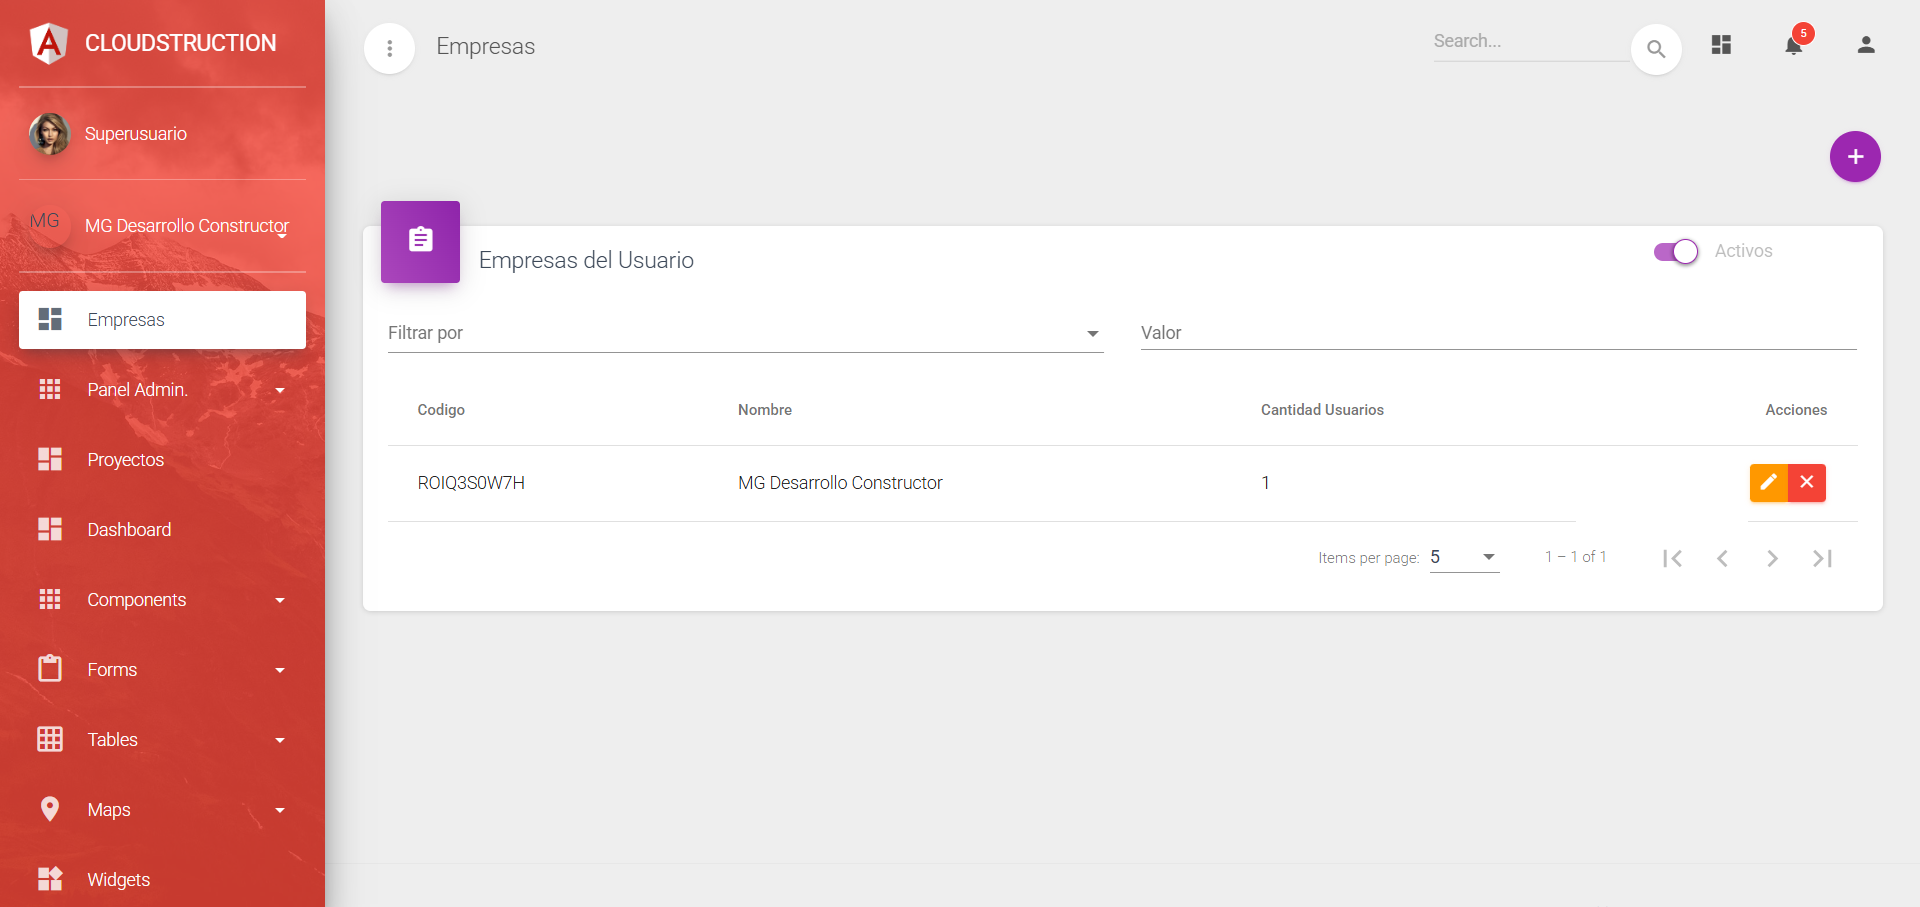 CLOUDSTRUCTION
Superusuario
MG
MG Desarrollo Constructor
Empresas
Panel Admin.
Proyectos
Dashboard
Components
Forms
Tables
Maps
Widgets
Empresas
Search...
5
Empresas del Usuario
Activos
Filtrar por
Valor
Codigo Nombre Cantidad Usuarios Acciones
ROIQ3S0W7H MG Desarrollo Constructor 1
Items per page: 5 1 – 1 of 1